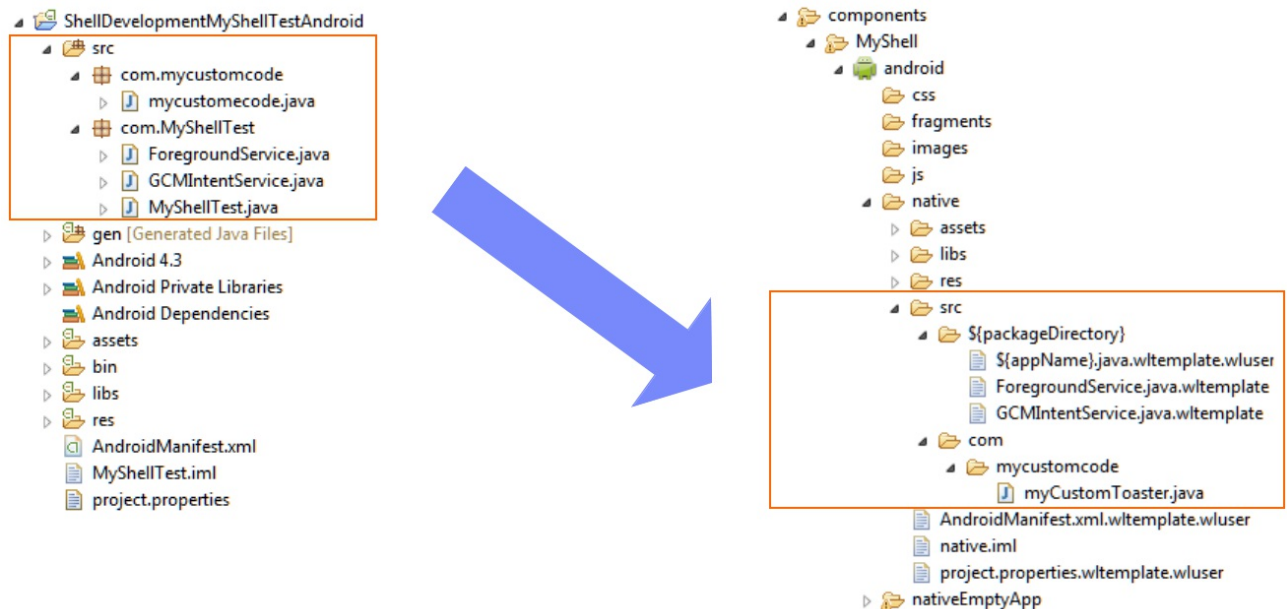 ShellDevelopmentMyShellTestAndroid
src
com.mycustomcode
mycustomecode.java
com.MyShellTest
ForegroundService.java
GCMIntentService.java
MyShellTest.java
gen [Generated Java Files]
Android 4.3
Android Private Libraries
Android Dependencies
assets
bin
libs
res
AndroidManifest.xml
MyShellTest.iml
project.properties
components
MyShell
android
css
fragments
images
js
native
assets
libs
res
src
${packageDirectory}
${appName}.java.wltemplate.wluser
ForegroundService.java.wltemplate
GCMIntentService.java.wltemplate
com
mycustomcode
myCustomToaster.java
AndroidManifest.xml.wltemplate.wluser
native.iml
project.properties.wltemplate.wluser
nativeEmptyApp